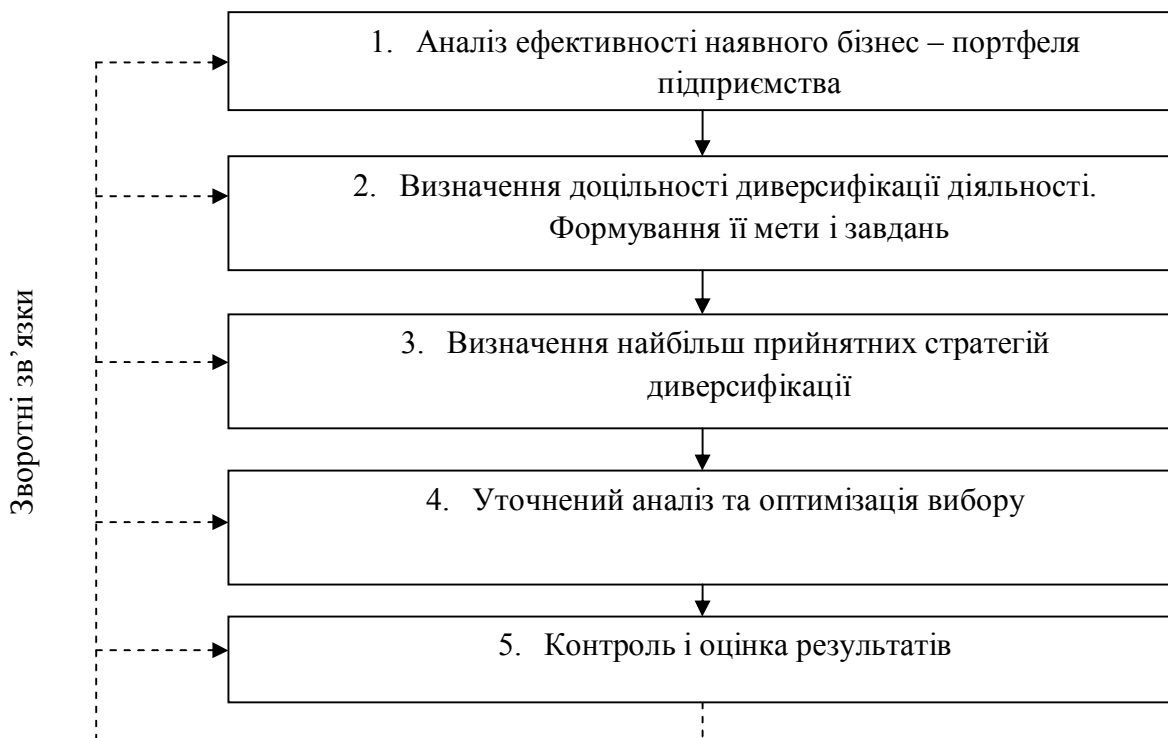 1. Аналіз ефективності наявного бізнес – портфеля
підприємства
2. Визначення доцільності диверсифікації діяльності.
Формування її мети і завдань
3. Визначення найбільш прийнятних стратегій
диверсифікації
4. Уточнений аналіз та оптимізація вибору
5. Контроль і оцінка результатів
Зворотні зв’язки